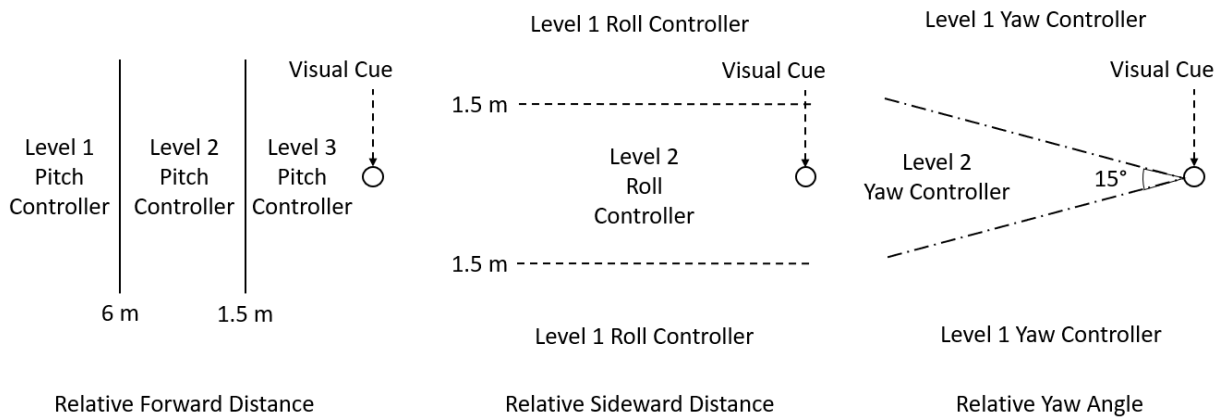 Level 1 Roll Controller
Level 1 Yaw Controller
Visual Cue
Visual Cue
Visual Cue
1.5 m
Level 1
Pitch
Controller
Level 2
Pitch
Controller
Level 3
Pitch
Controller
Level 2
Roll
Controller
Level 2
Yaw Controller
15°
1.5 m
6 m
1.5 m
Level 1 Roll Controller
Level 1 Yaw Controller
Relative Forward Distance
Relative Sideward Distance
Relative Yaw Angle